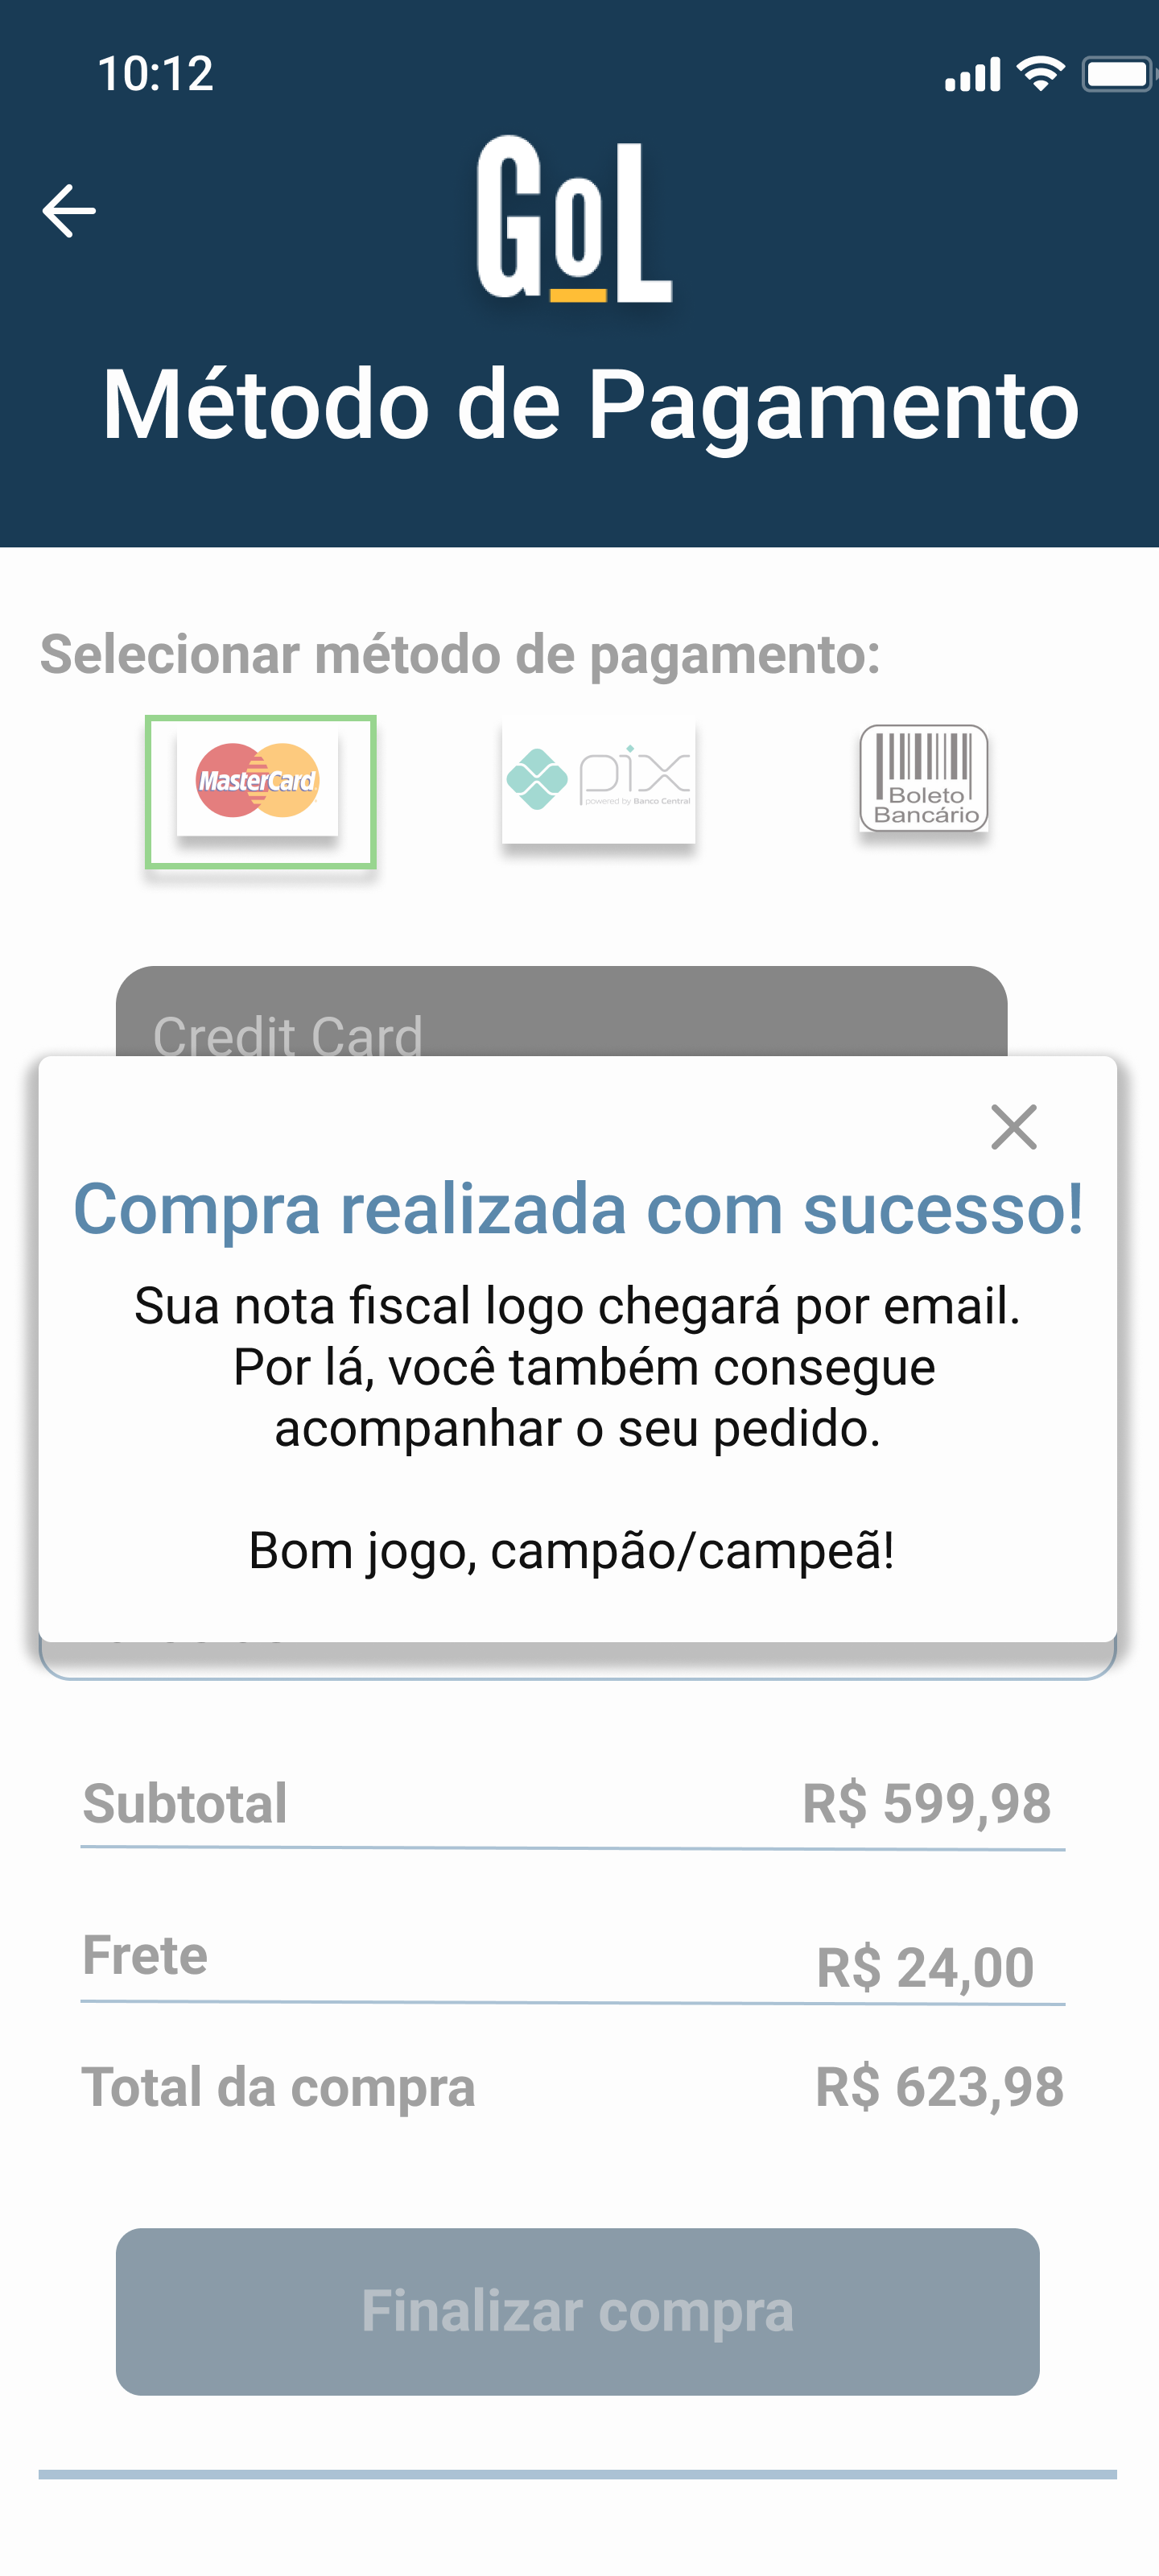 10:12
GOL
Método de Pagamento
Selecionar método de pagamento:
MasterCard
pix
powered by Banco Central
Boleto
Bancário
Credit Card
Compra realizada com sucesso!
Sua nota fiscal logo chegará por email.
Por lá, você também consegue
acompanhar o seu pedido.
Bom jogo, campão/campeã!
Subtotal R$ 599,98
Frete R$ 24,00
Total da compra R$ 623,98
Finalizar compra